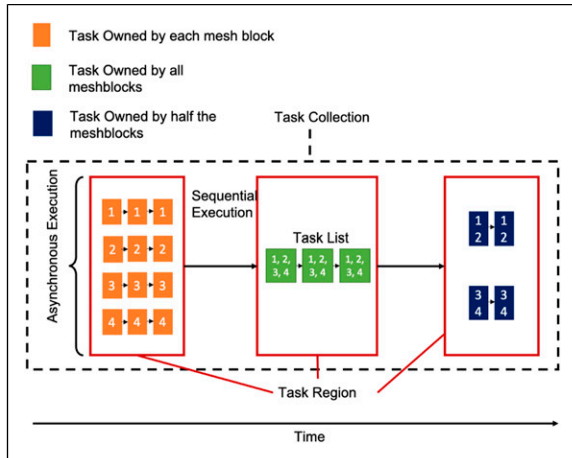 Task Owned by each mesh block
Task Owned by all
meshblocks
Task Owned by half the
meshblocks
Task Collection
Asynchronous Execution
Sequential
Execution
Task List
1 1 1
2 2 2
3 3 3
4 4 4
1, 2, 1, 2, 1, 2,
3, 4 3, 4 3, 4
1 1
2 2
3 3
4 4
Task Region
Time